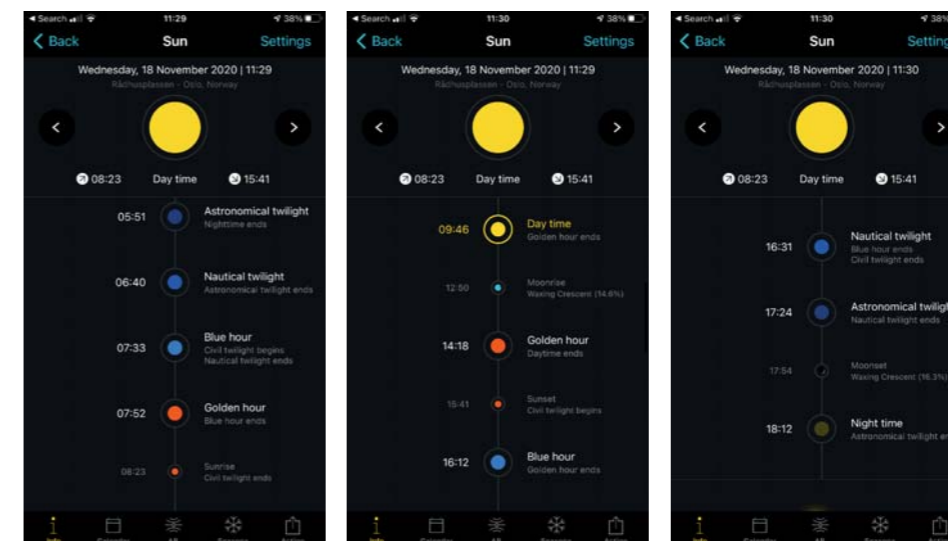 Search
11:29
38%
Back
Sun
Settings
Wednesday, 18 November 2020 | 11:29
Rådhusplassen - Oslo, Norway
<
>
08:23
Day time
15:41
05:51
Astronomical twilight
Nighttime ends
06:40
Nautical twilight
Astronomical twilight ends
07:33
Blue hour
Civil twilight begins
Nautical twilight ends
07:52
Golden hour
Blue hour ends
08:23
Sunrise
Civil twilight ends
Search
11:30
38%
Back
Sun
Settings
Wednesday, 18 November 2020 | 11:29
Rådhusplassen - Oslo, Norway
<
>
08:23
Day time
15:41
09:46
Day time
Golden hour ends
12:50
Moonrise
Waxing Crescent (14.6%)
14:18
Golden hour
Daytime ends
15:41
Sunset
Civil twilight begins
16:12
Blue hour
Golden hour ends
Search
11:30
38%
Back
Sun
Wednesday, 18 November 2020 | 11:30
Rådhusplassen - Oslo, Norway
<
>
08:23
Day time
15:41
16:31
Nautical twilight
Blue hour ends
Civil twilight ends
17:24
Astronomical
Nautical twilight ends
17:54
Moonset
Waxing Crescent (16.3%)
18:12
Night time
Astronomical twilight